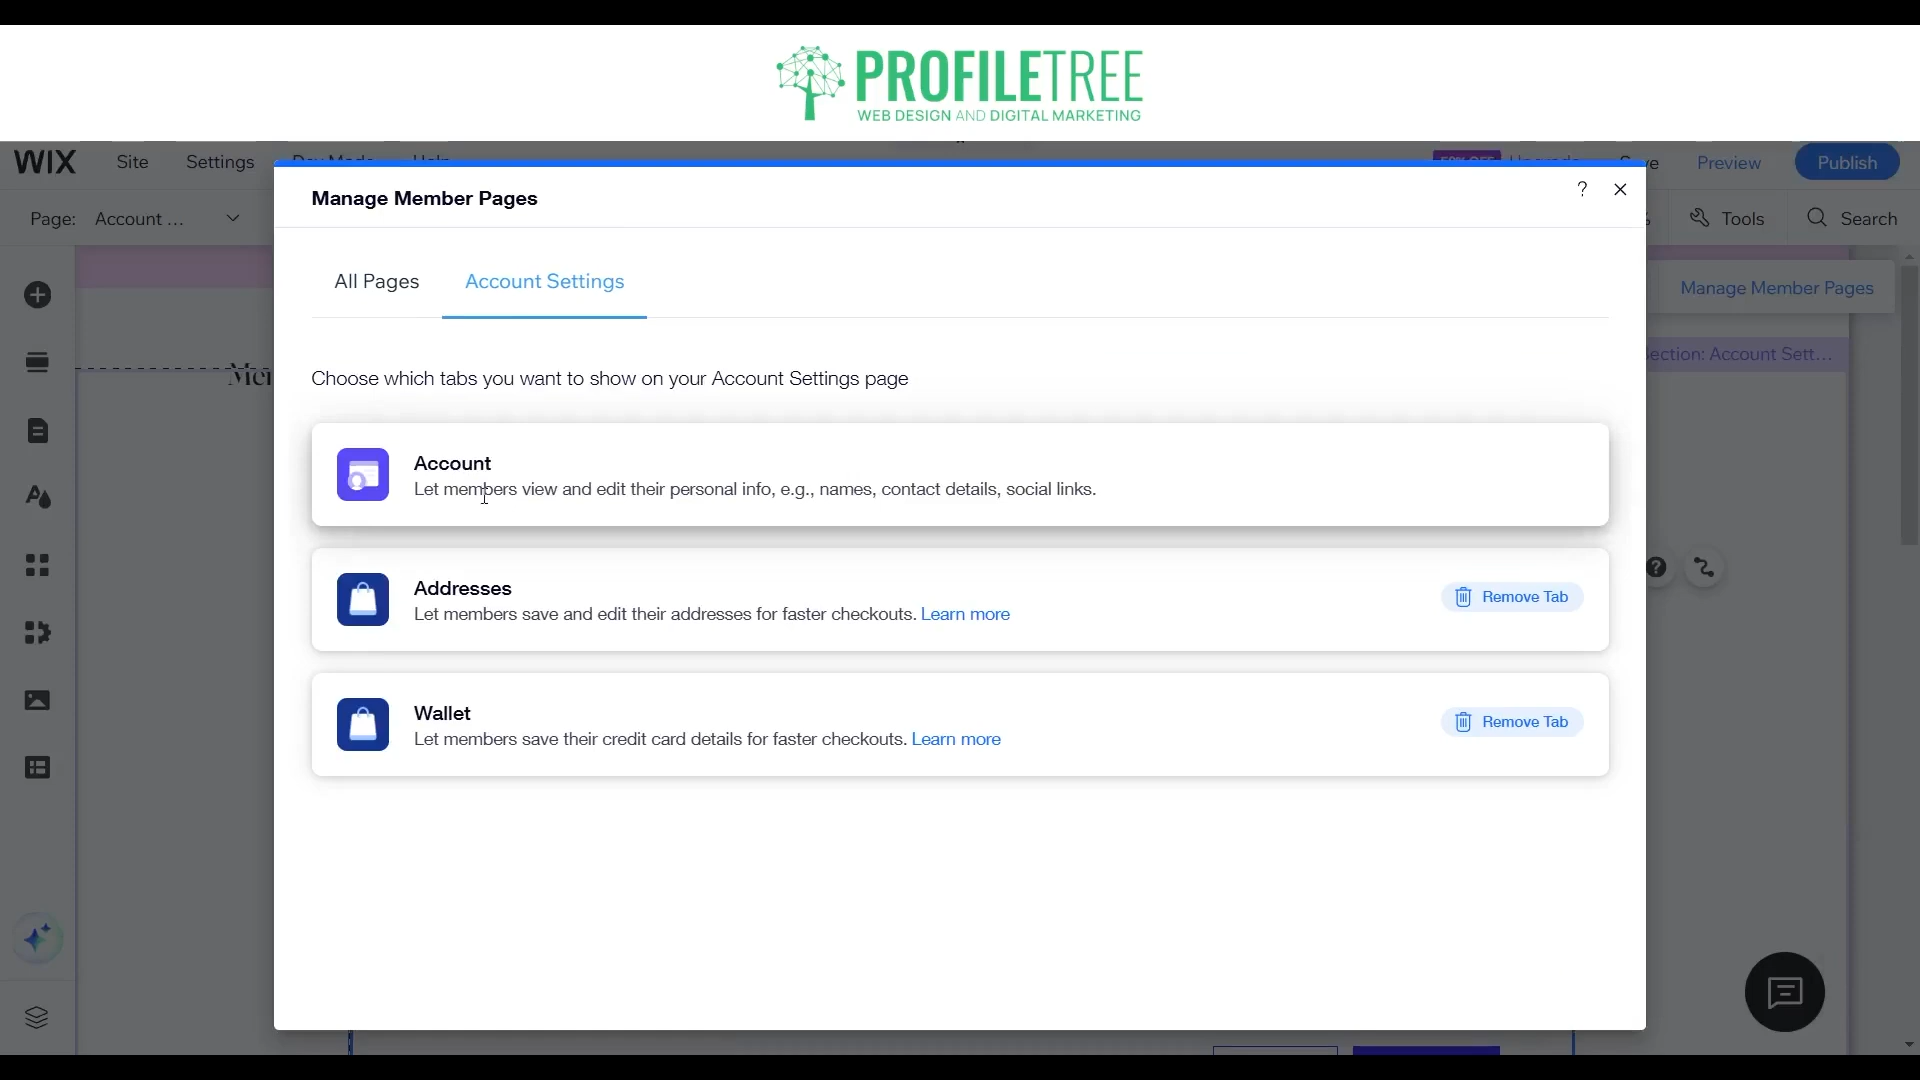 PROFILETREE
WEB DESIGN AND DIGITAL MARKETING
WIX Site Settings Dev Mode Help 50% OFF Upgrade Preview Publish
Manage Member Pages ?
Page: Account ... Tools Search
All Pages Account Settings
Manage Member Pages
Choose which tabs you want to show on your Account Settings page
Section: Account Sett...
Account
Let members view and edit their personal info, e.g., names, contact details, social links.
Addresses
Let members save and edit their addresses for faster checkouts. Learn more
Remove Tab
Wallet
Let members save their credit card details for faster checkouts. Learn more
Remove Tab